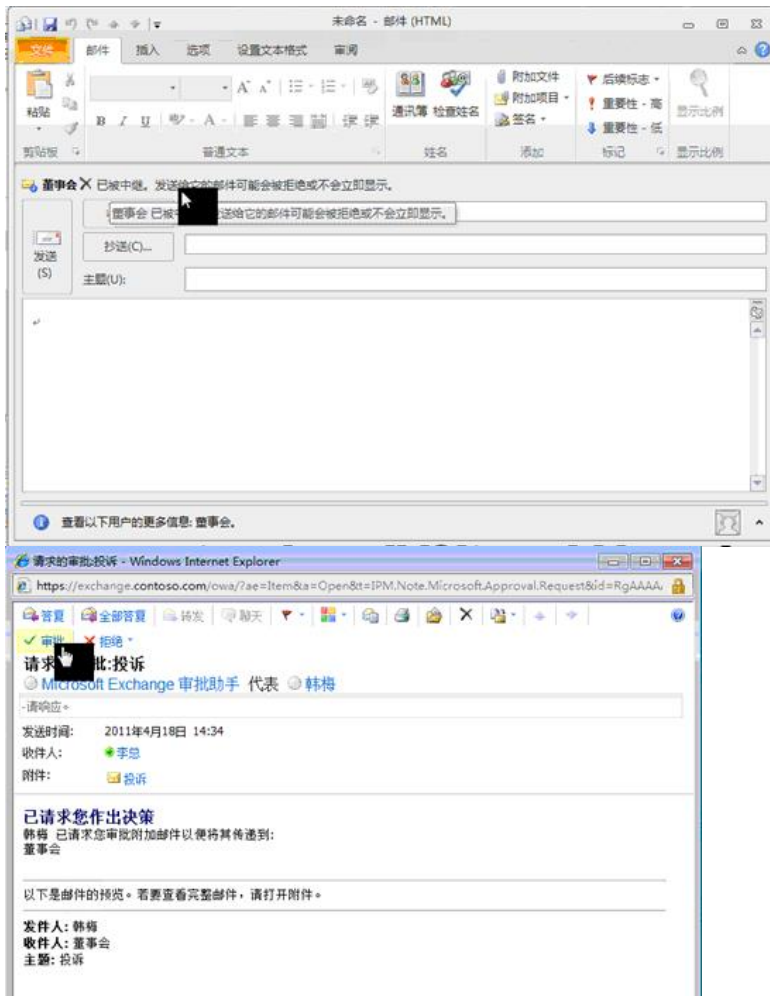 未命名 - 邮件 (HTML)
文件 邮件 插入 选项 设置文本格式 审阅
粘贴
B I U
A A A
通讯簿 检查姓名
附加文件
附加项目
签名
后续标志
重要性 - 高
重要性 - 低
显示比例
剪贴板 普通文本 姓名 添加 标记 显示比例
董事会 已被中继。发送给它的邮件可能会被拒绝或不会立即显示。
董事会 已被 送给它的邮件可能会被拒绝或不会立即显示。
发送
(S)
抄送(C)...
主题(U):
查看以下用户的更多信息: 董事会。
请求的审批:投诉 - Windows Internet Explorer
https://exchange.contoso.com/owa/?ae=Item&a=Open&t=IPM.Note.Microsoft.Approval.Request&id=RgAAAA
答复 全部答复 转发 聊天
审批 拒绝
请求 批:投诉
Microsoft Exchange 审批助手 代表 韩梅
-请响应。
发送时间: 2011年4月18日 14:34
收件人: 李总
附件: 投诉
已请求您作出决策
韩梅 已请求您审批附加邮件以便将其传递到:
董事会
以下是邮件的预览。若要查看完整邮件，请打开附件。
发件人: 韩梅
收件人: 董事会
主题: 投诉